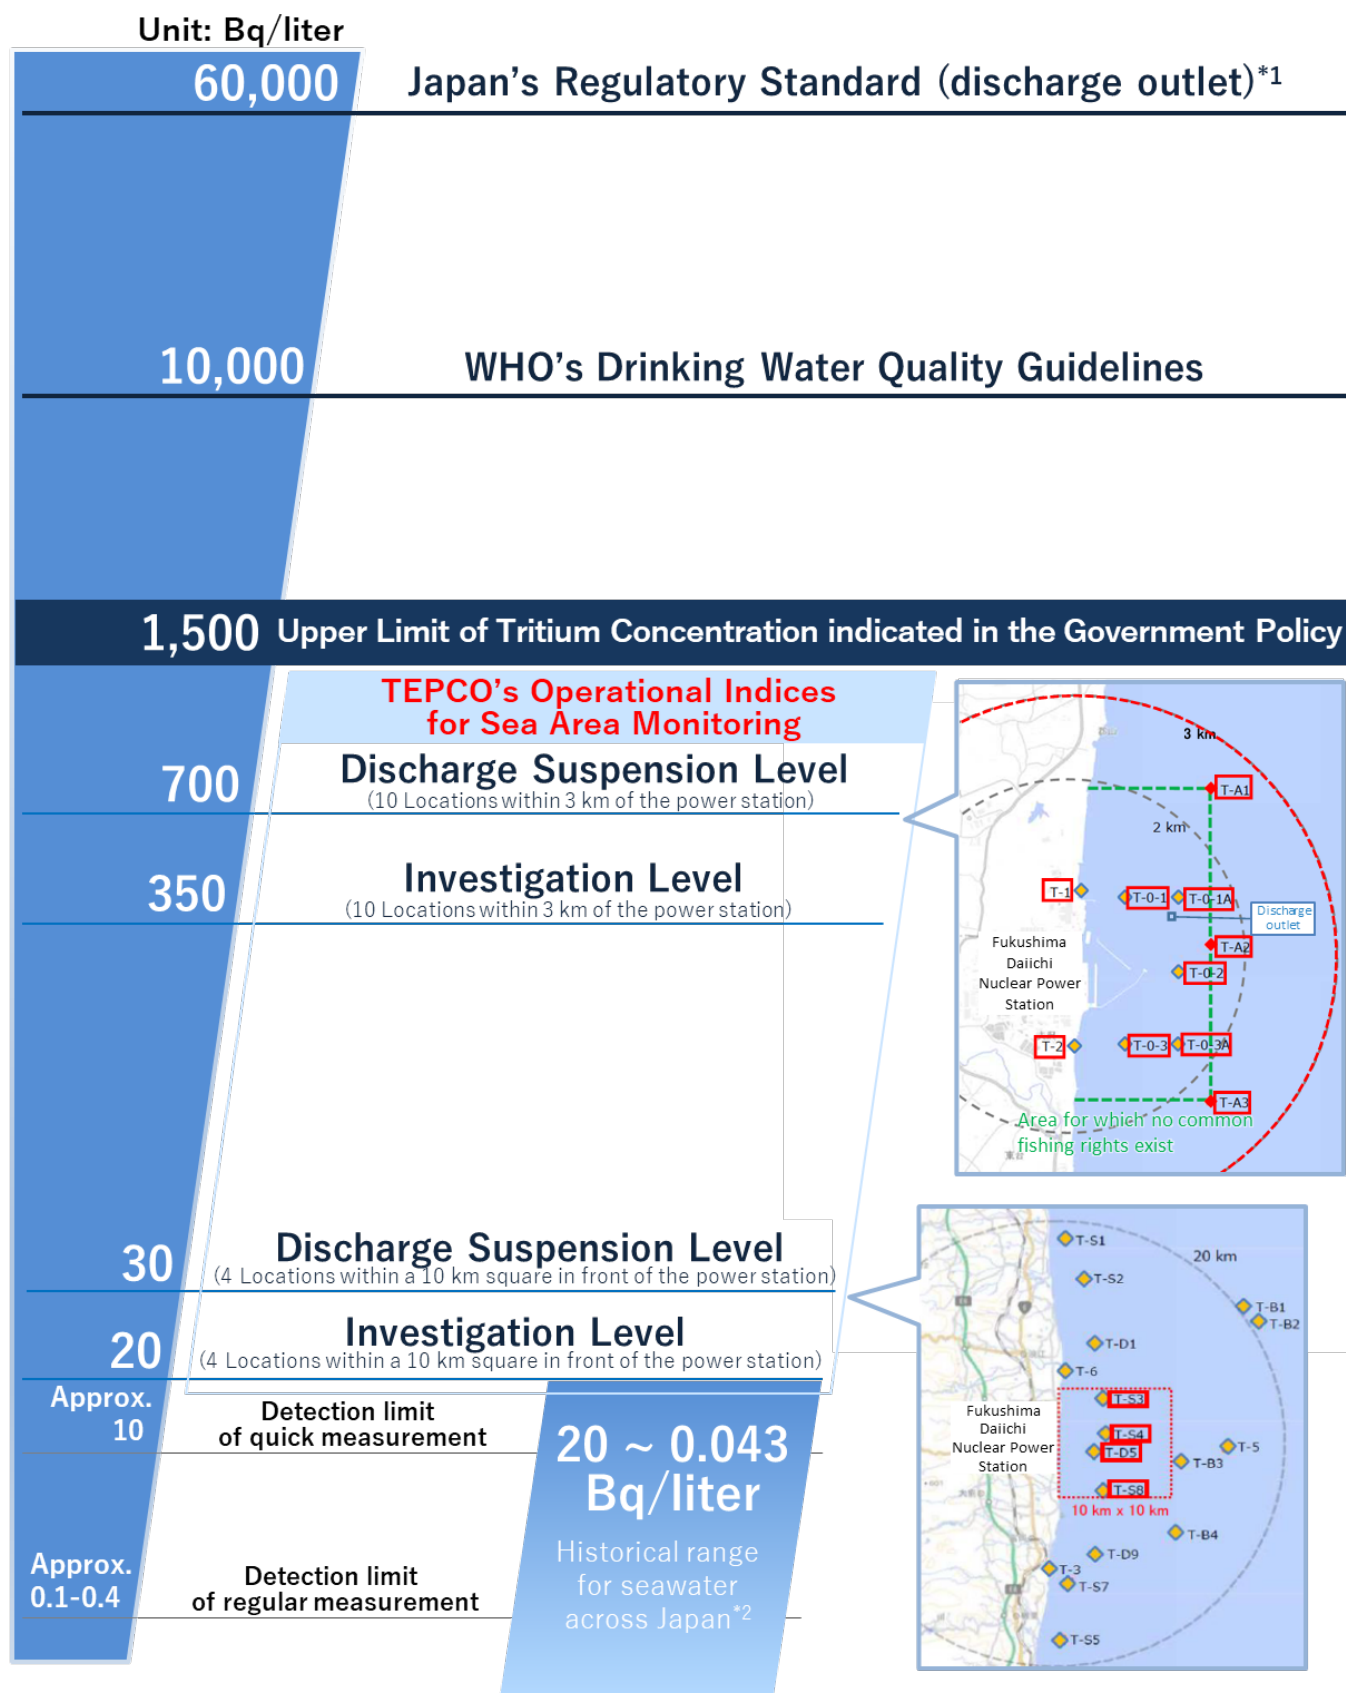 Unit: Bq/liter
60,000 Japan's Regulatory Standard (discharge outlet)*1
10,000 WHO's Drinking Water Quality Guidelines
1,500 Upper Limit of Tritium Concentration indicated in the Government Policy
TEPCO's Operational Indices
for Sea Area Monitoring
700 Discharge Suspension Level
(10 Locations within 3 km of the power station)
350 Investigation Level
(10 Locations within 3 km of the power station)
30 Discharge Suspension Level
(4 Locations within a 10 km square in front of the power station)
20 Investigation Level
(4 Locations within a 10 km square in front of the power station)
Approx.
10
Detection limit
of quick measurement
Approx.
0.1-0.4
Detection limit
of regular measurement
20 ~ 0.043
Bq/liter
Historical range
for seawater
across Japan*2
3 km
T-A1
2 km
T-1
T-0-1
T-0-1A
Discharge
outlet
T-A2
Fukushima
Daiichi
Nuclear Power
Station
T-0-2
T-2
T-0-3
T-0-3A
T-A3
Area for which no common
fishing rights exist
T-S1
20 km
T-S2
T-B1
T-B2
T-D1
T-6
T-S3
Fukushima
Daiichi
Nuclear Power
Station
T-S4
T-D5
T-5
T-B3
T-S8
10 km x 10 km
T-B4
T-D9
T-3
T-S7
T-S5